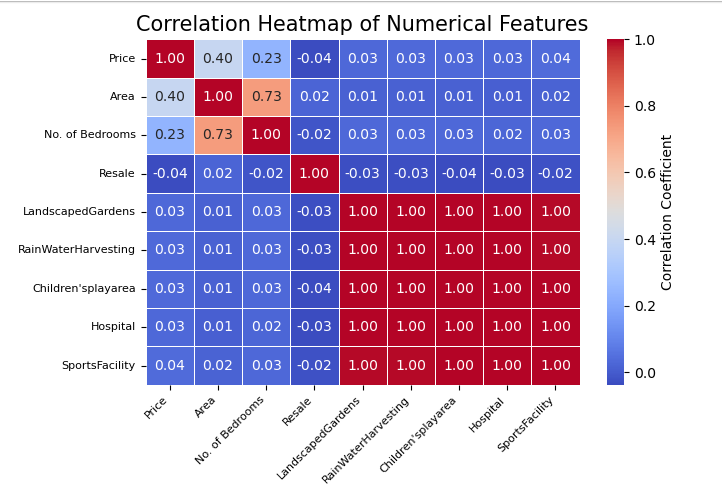 Correlation Heatmap of Numerical Features
Price 1.00 0.40 0.23 -0.04 0.03 0.03 0.03 0.03 0.04
Area 0.40 1.00 0.73 0.02 0.01 0.01 0.01 0.01 0.02
No. of Bedrooms 0.23 0.73 1.00 -0.02 0.03 0.03 0.03 0.02 0.03
Resale -0.04 0.02 -0.02 1.00 -0.03 -0.03 -0.04 -0.03 -0.02
LandscapedGardens 0.03 0.01 0.03 -0.03 1.00 1.00 1.00 1.00 1.00
RainWaterHarvesting 0.03 0.01 0.03 -0.03 1.00 1.00 1.00 1.00 1.00
Children'splayarea 0.03 0.01 0.03 -0.04 1.00 1.00 1.00 1.00 1.00
Hospital 0.03 0.01 0.02 -0.03 1.00 1.00 1.00 1.00 1.00
SportsFacility 0.04 0.02 0.03 -0.02 1.00 1.00 1.00 1.00 1.00
Price
Area
No. of Bedrooms
Resale
LandscapedGardens
RainWaterHarvesting
Children'splayarea
Hospital
SportsFacility
1.0
0.8
0.6
0.4
0.2
0.0
Correlation Coefficient